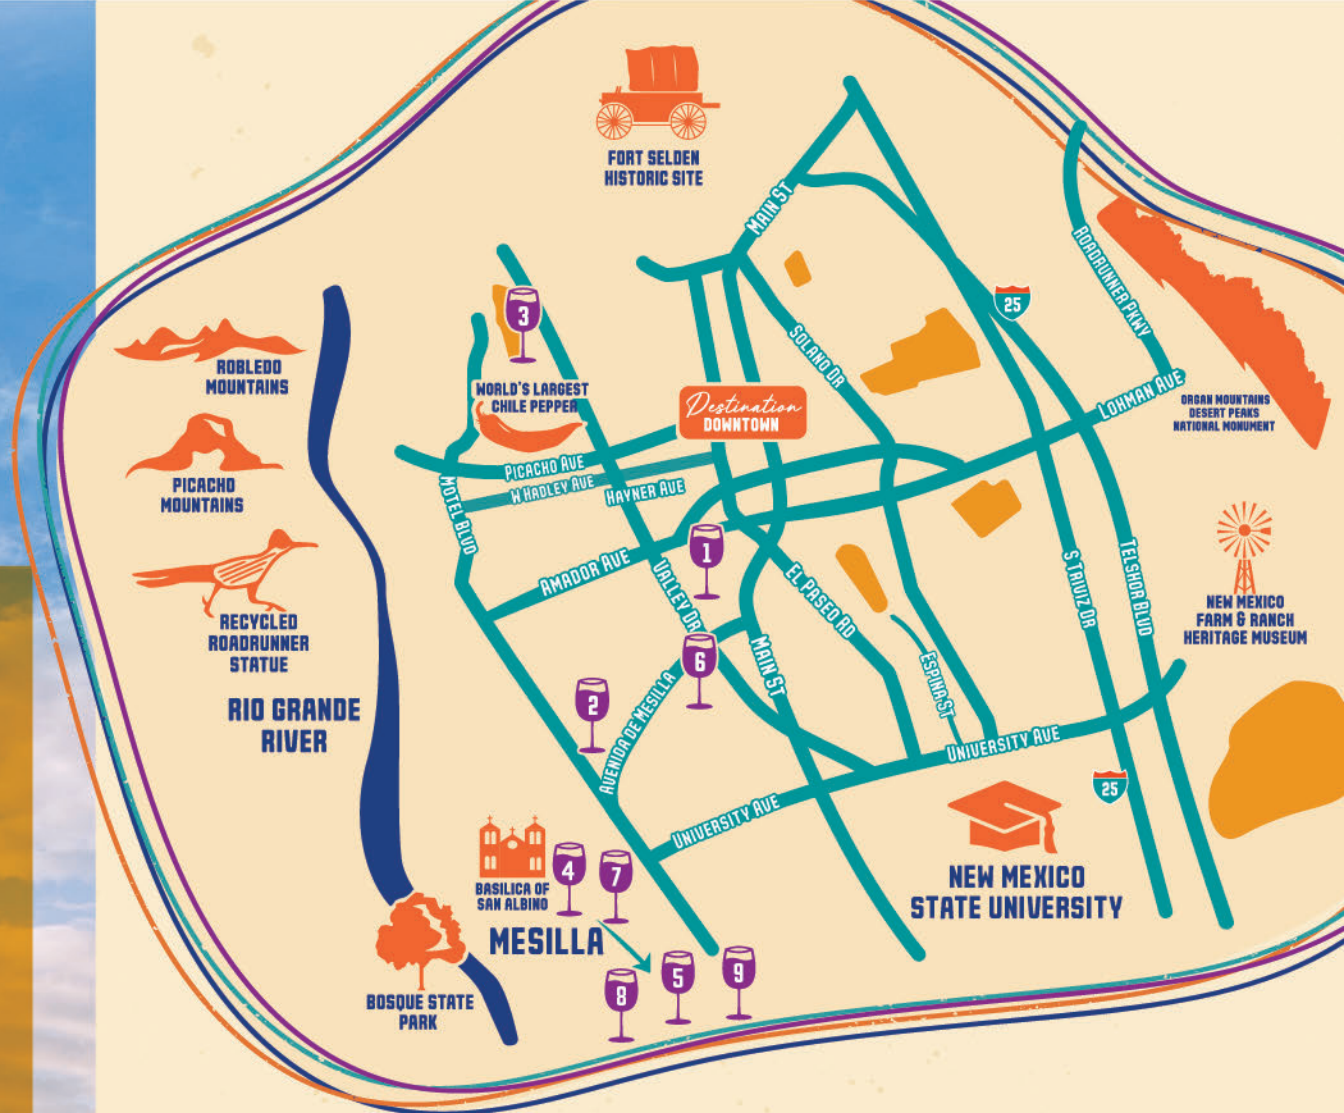 FORT SELDEN
HISTORIC SITE
MAIN ST
ROADRUNNER PKWY
25
3
SOLANO DR
ROBLEDO
MOUNTAINS
WORLD'S LARGEST
CHILE PEPPER
Destination
DOWNTOWN
LOHMAN AVE
ORGAN MOUNTAINS
DESERT PEAKS
NATIONAL MONUMENT
PICACHO AVE
W HADLEY AVE
HAYNER AVE
PICACHO
MOUNTAINS
MOTEL BLVD
AMADOR AVE
1
VALLEY DR
EL PASEO RD
S TRIVIZ DR
TELSHOR BLVD
NEW MEXICO
FARM & RANCH
HERITAGE MUSEUM
RECYCLED
ROADRUNNER
STATUE
6
MAIN ST
ESPINA ST
2
AVENIDA DE MESILLA
RIO GRANDE
RIVER
UNIVERSITY AVE
25
UNIVERSITY AVE
4
7
BASILICA OF
SAN ALBINO
NEW MEXICO
STATE UNIVERSITY
MESILLA
5
9
8
BOSQUE STATE
PARK